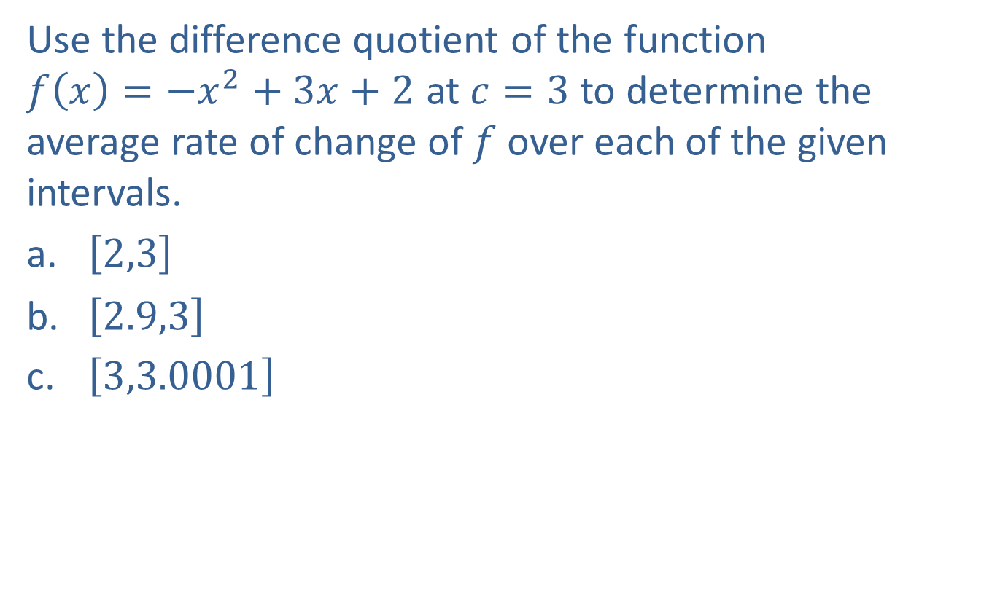 Use the difference quotient of the function
𝑓(𝑥) = −𝑥² + 3𝑥 + 2 at 𝑐 = 3 to determine the
average rate of change of 𝑓 over each of the given
intervals.
a. [2,3]
b. [2.9,3]
c. [3,3.0001]